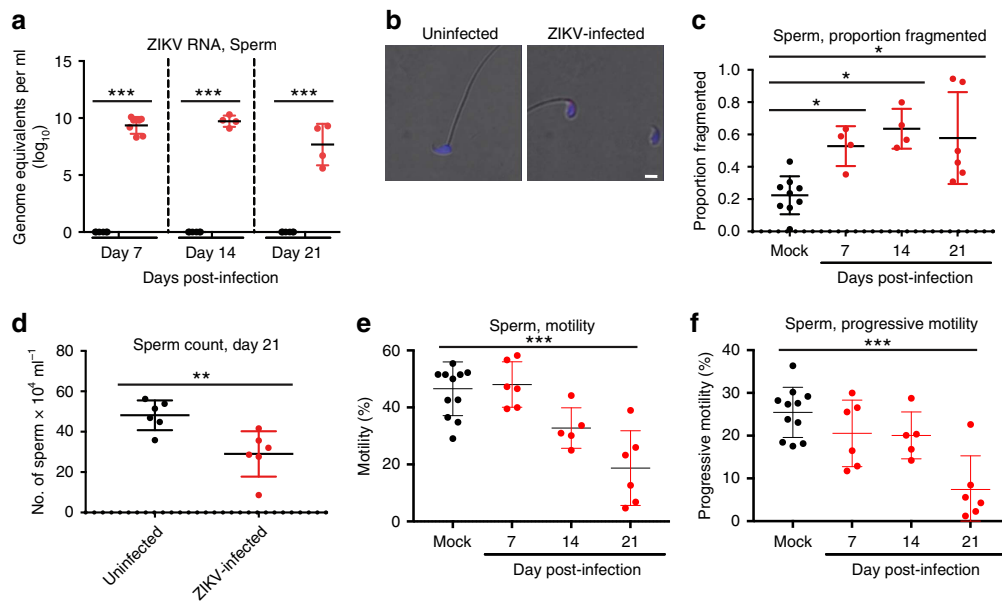 a
ZIKV RNA, Sperm
Genome equivalents per ml
(log10)
15
10
5
0
***
***
***
Day 7
Day 14
Day 21
Days post-infection
b
Uninfected
ZIKV-infected
c
Sperm, proportion fragmented
Proportion fragmented
1.0
0.8
0.6
0.4
0.2
0.0
*
*
*
Mock
7
14
21
Days post-infection
d
Sperm count, day 21
No. of sperm × 10⁴ ml⁻¹
80
60
40
20
0
**
Uninfected
ZIKV-infected
e
Sperm, motility
Motility (%)
60
40
20
0
***
Mock
7
14
21
Day post-infection
f
Sperm, progressive motility
Progressive motility (%)
40
30
20
10
0
***
Mock
7
14
21
Day post-infection